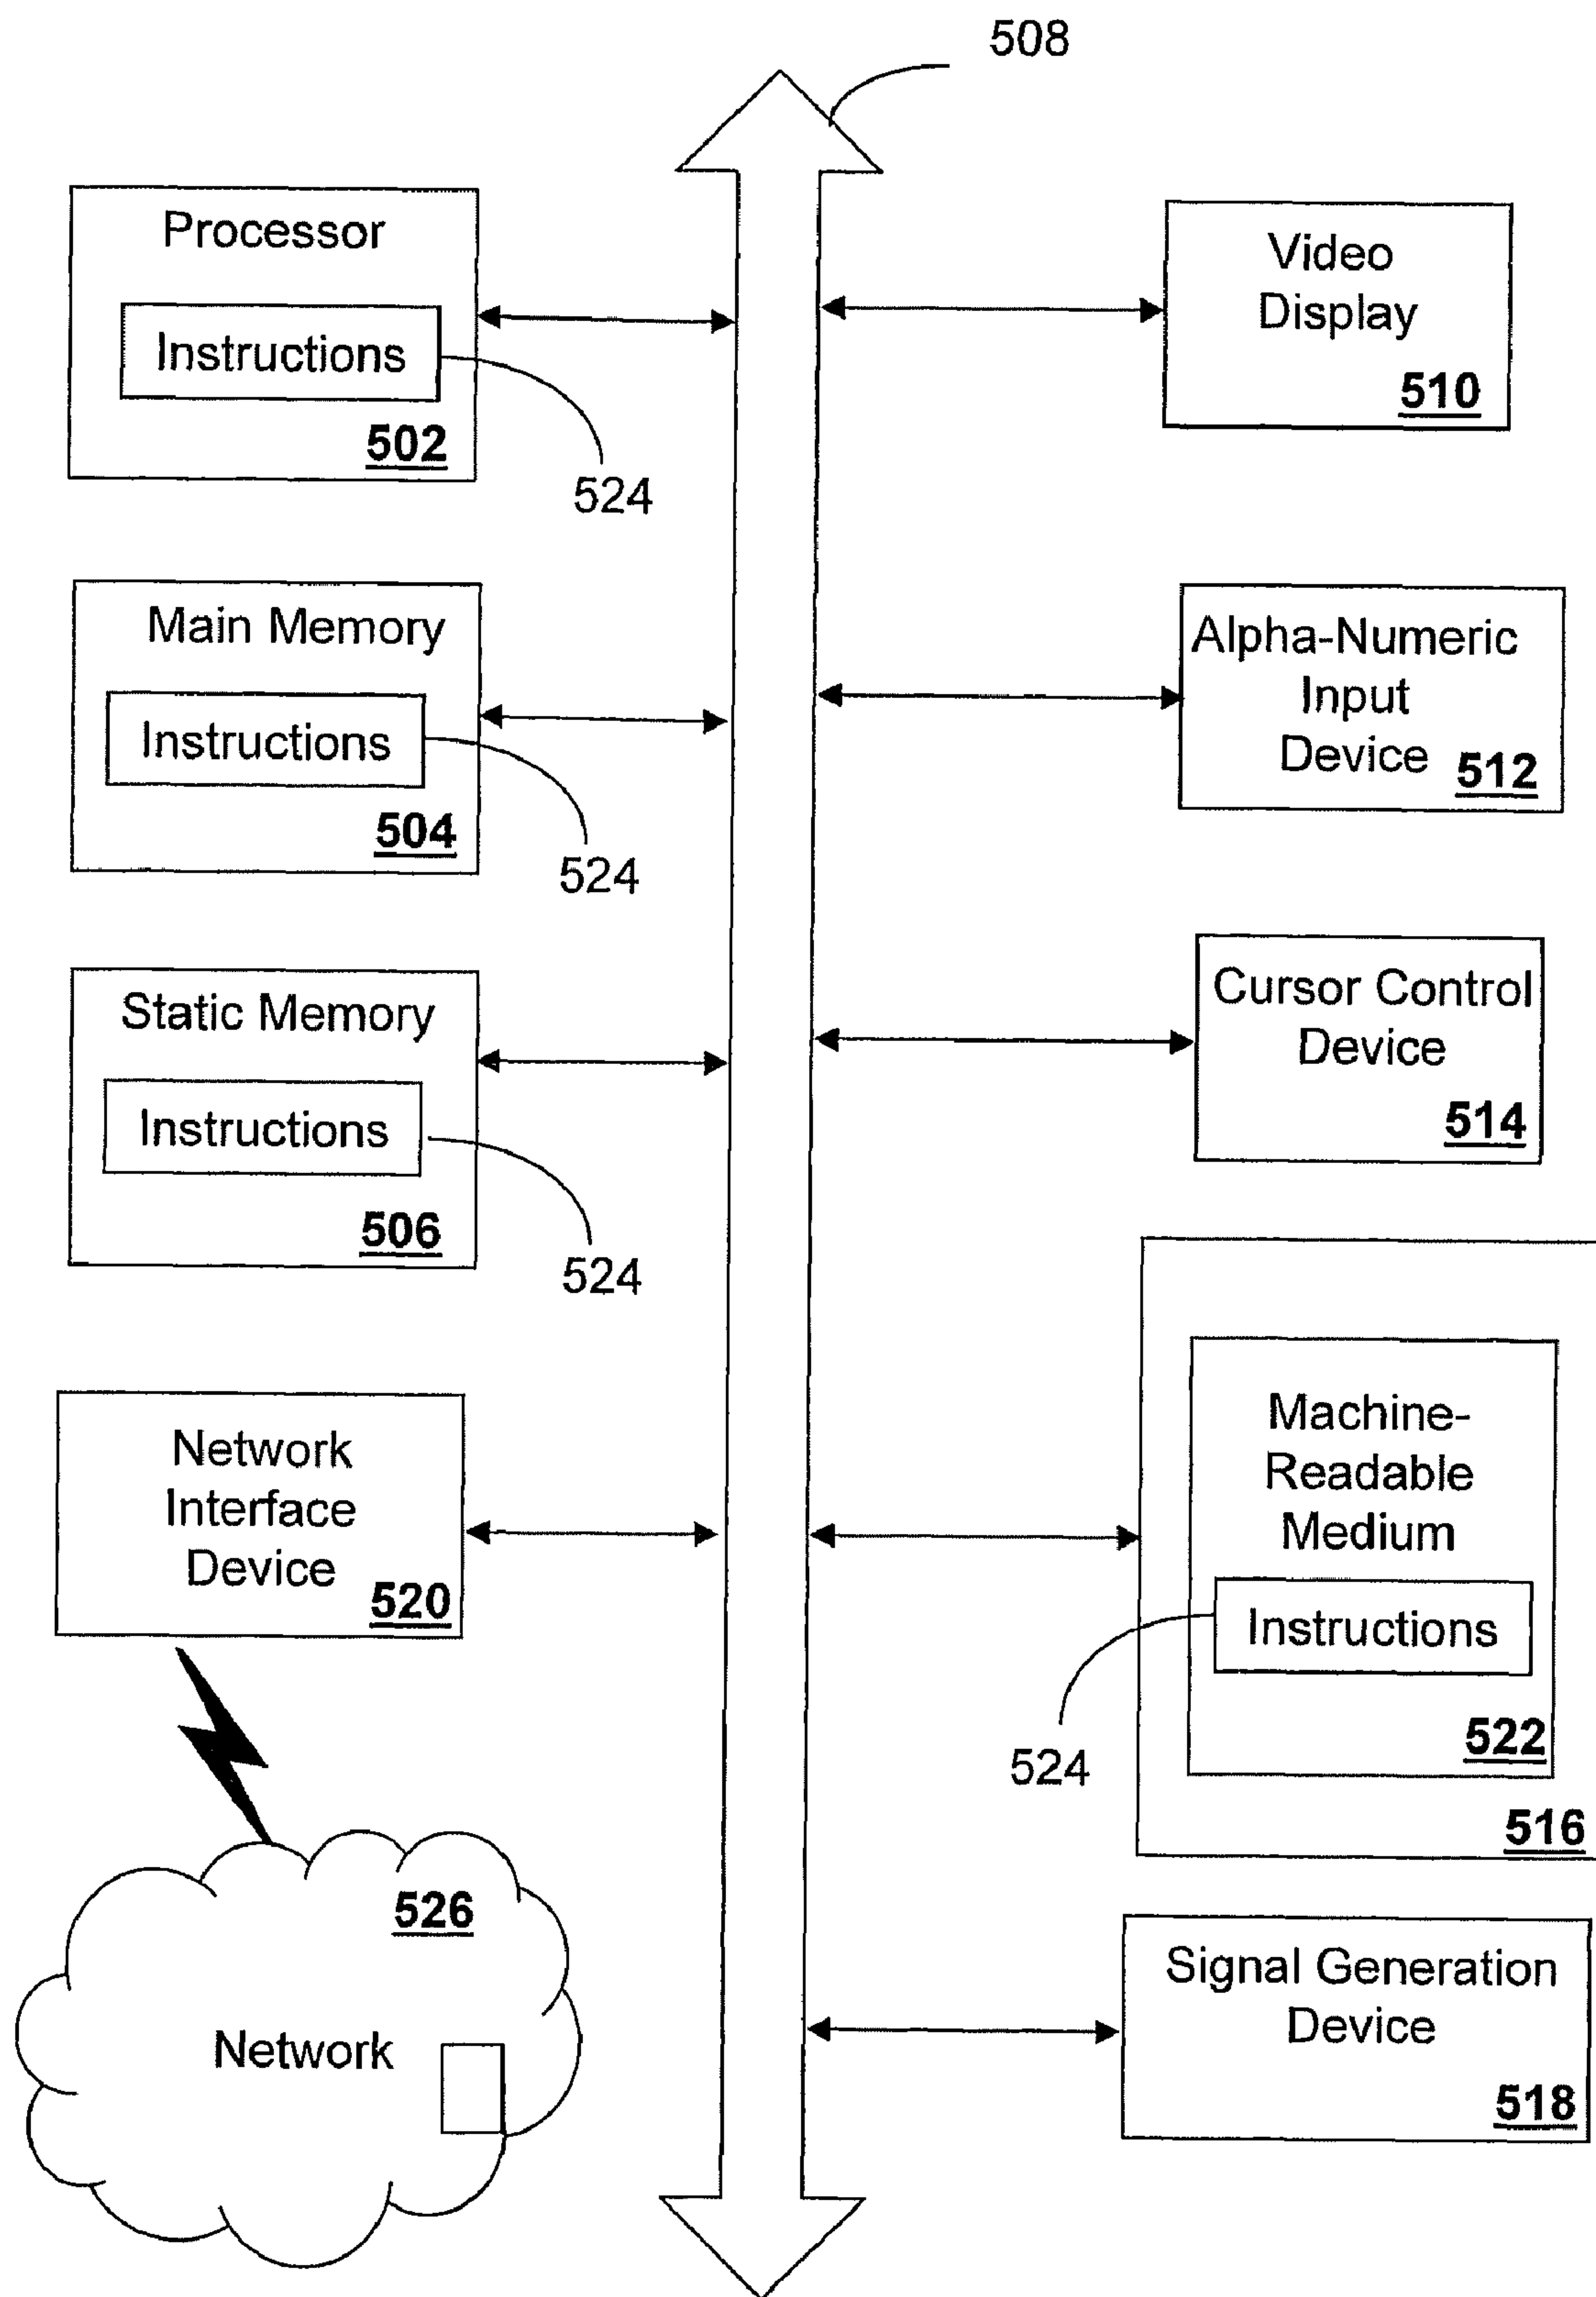 508
Processor
Instructions
502
524
Main Memory
Instructions
504
524
Static Memory
Instructions
506
524
Network
Interface
Device
520
526
Network
Video
Display
510
Alpha-Numeric
Input
Device
512
Cursor Control
Device
514
Machine-
Readable
Medium
Instructions
524
522
516
Signal Generation
Device
518